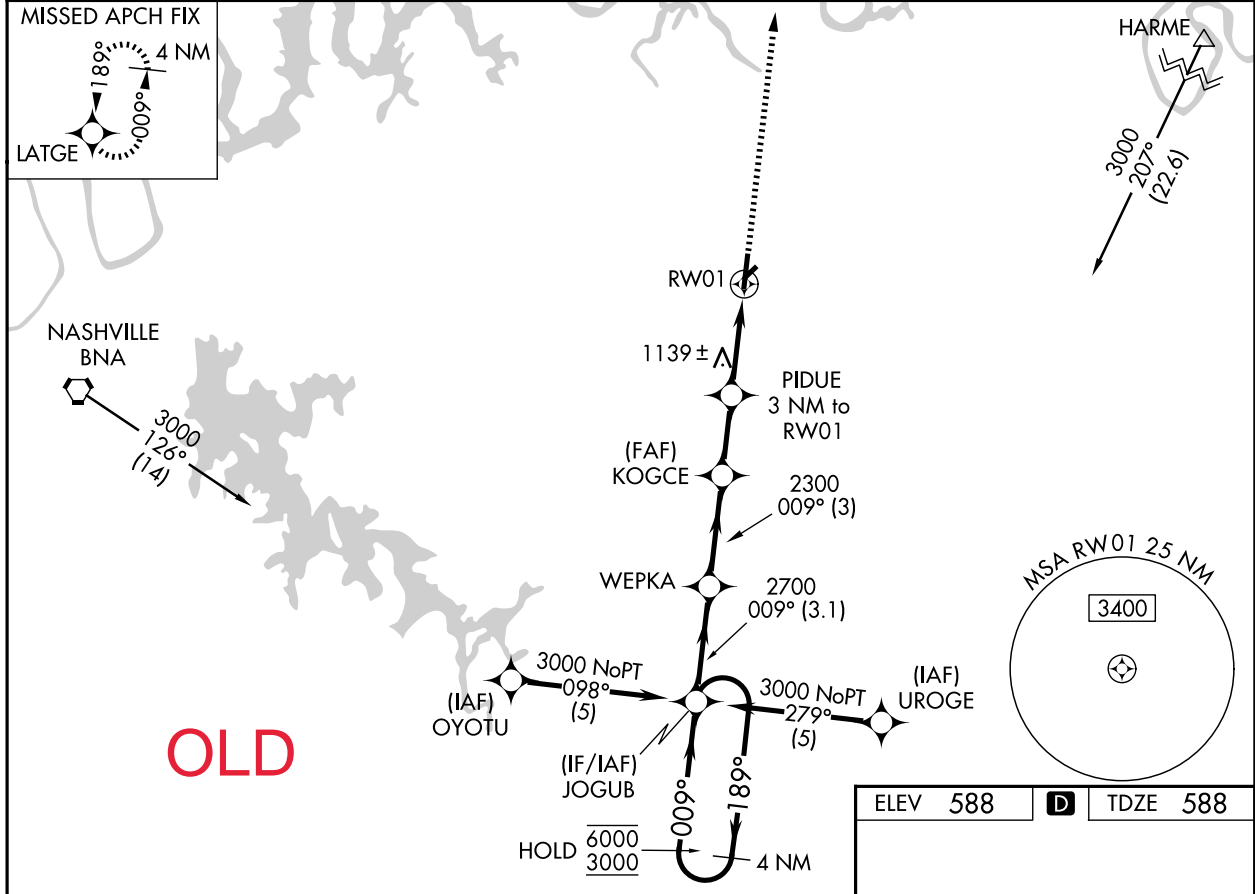 MISSED APCH FIX
4 NM
189°
009°
LATGE
HARME
3000
207°
(22.6)
RW01
NASHVILLE
BNA
3000
126°
(14)
1139 ±
PIDUE
3 NM to
RW01
(FAF)
KOGCE
2300
009° (3)
WEPKA
2700
009° (3.1)
MSA RW01 25 NM
3400
3000 NoPT
098°
(5)
(IAF)
OYOTU
3000 NoPT
279°
(5)
(IAF)
UROGE
OLD
(IF/IAF)
JOGUB
009°
189°
HOLD 6000
3000
4 NM
ELEV 588 D TDZE 588